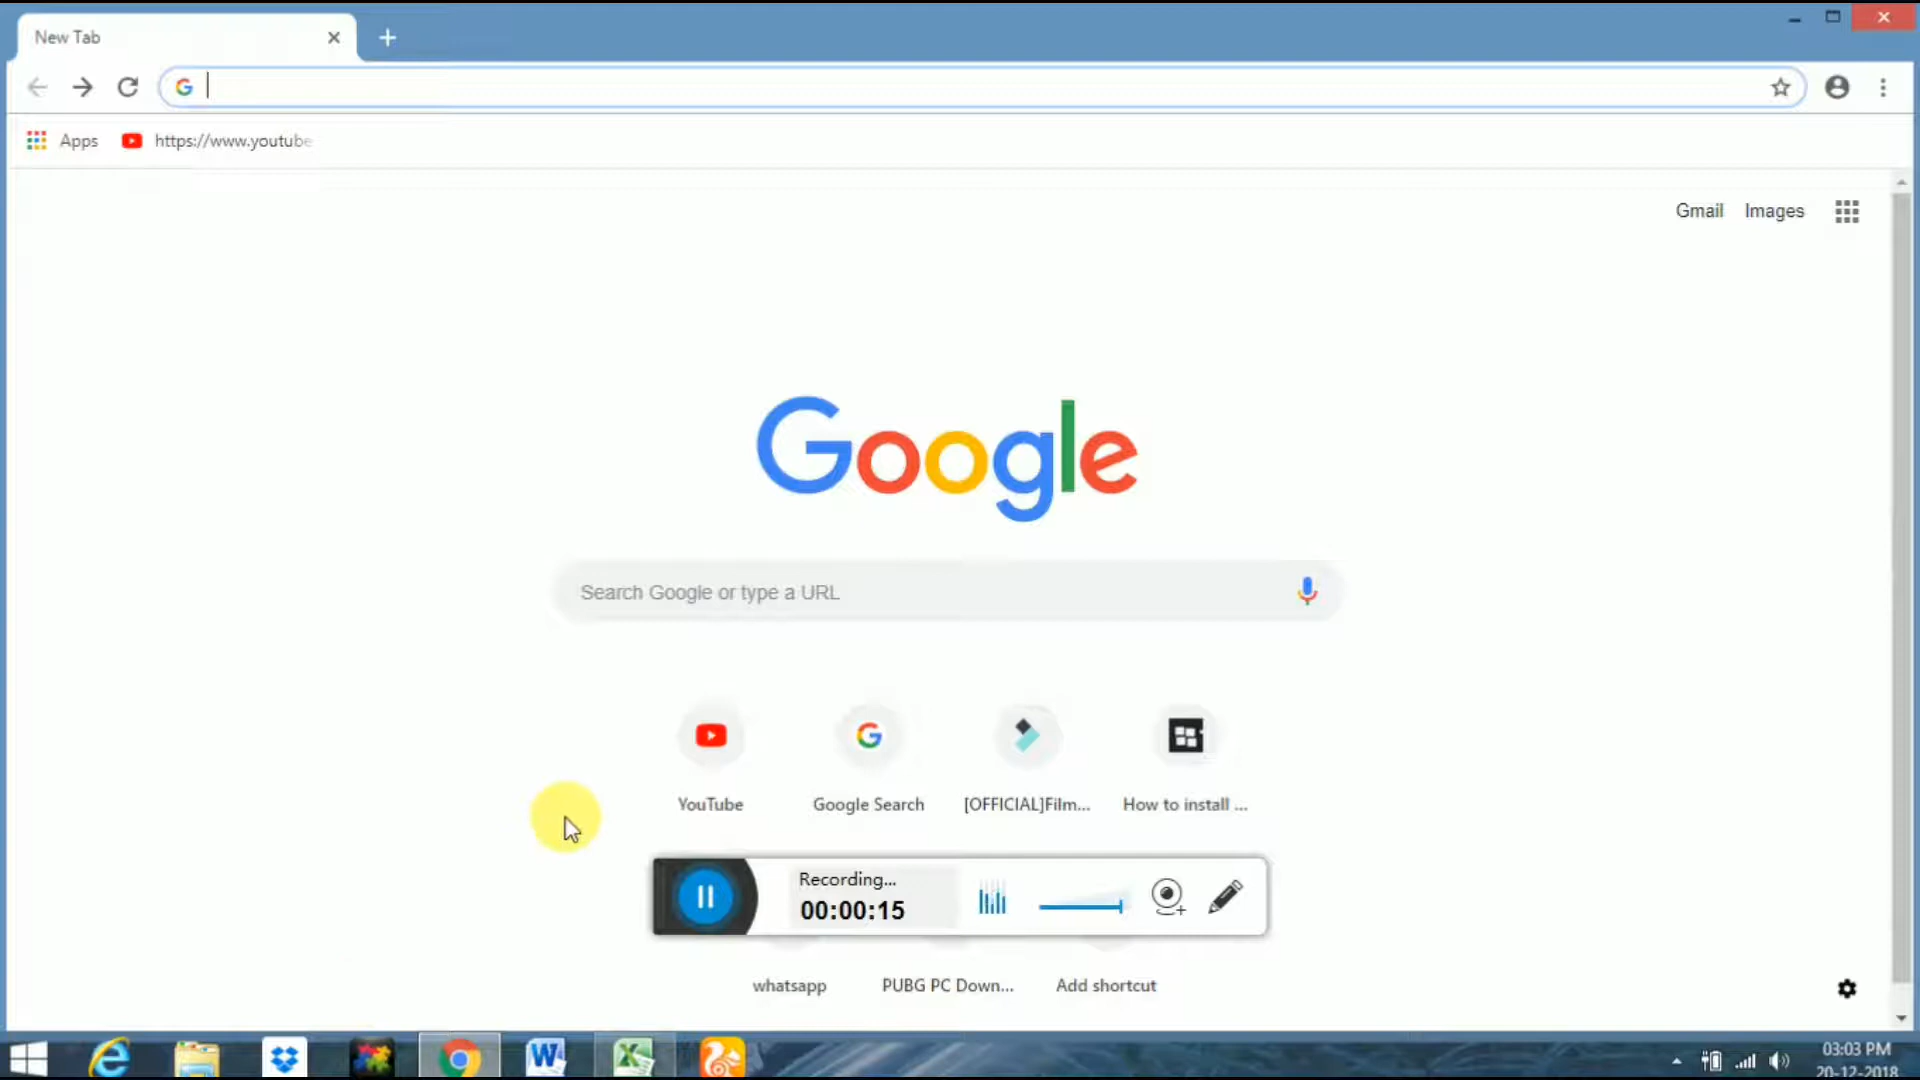 New Tab
Apps
https://www.youtube
Gmail
Images
Google
Search Google or type a URL
YouTube
Google Search
[OFFICIAL]Film...
How to install ...
Recording...
00:00:15
whatsapp
PUBG PC Down...
Add shortcut
03:03 PM
20-12-2018